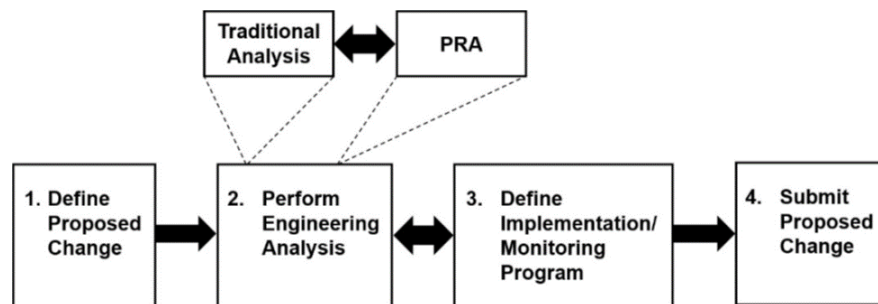 Traditional
Analysis
PRA
1. Define
Proposed
Change
2. Perform
Engineering
Analysis
3. Define
Implementation/
Monitoring
Program
4. Submit
Proposed
Change